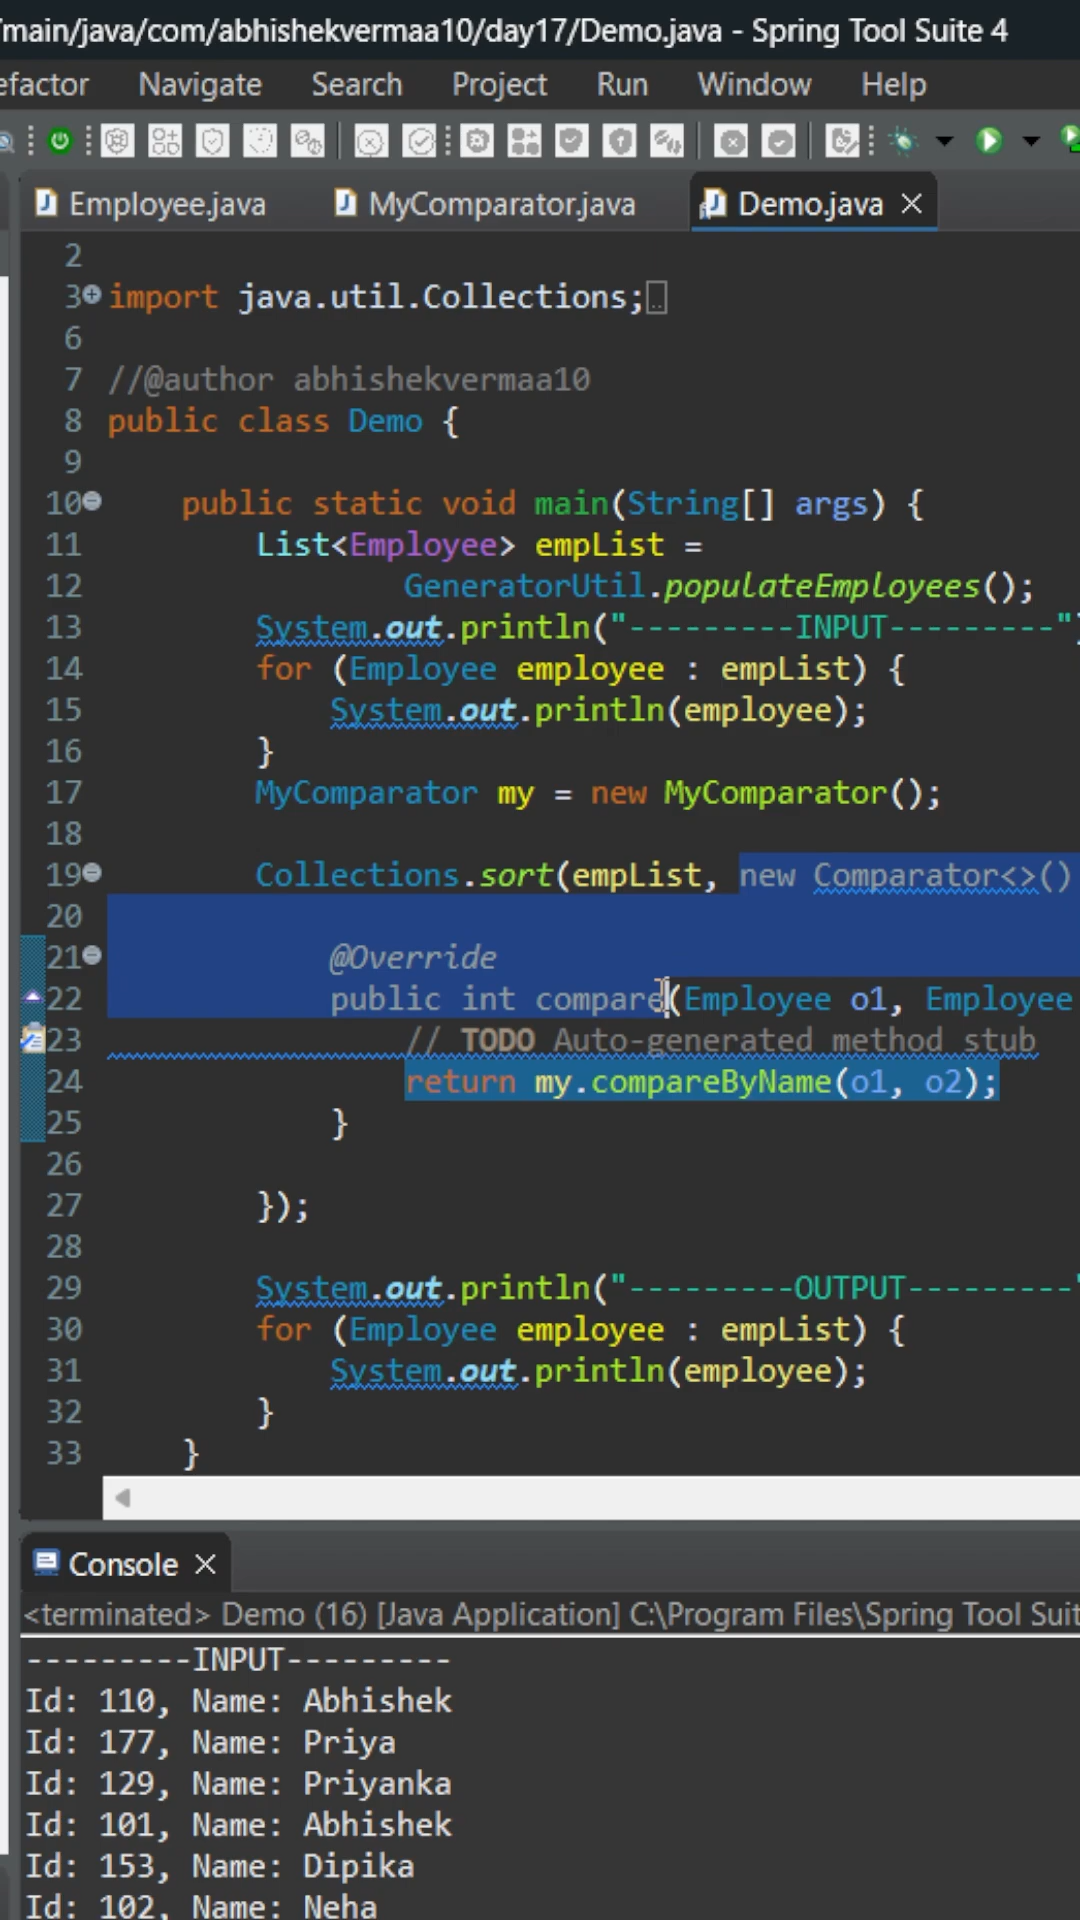 /main/java/com/abhishekvermaa10/day17/Demo.java - Spring Tool Suite 4
efactor Navigate Search Project Run Window Help
Employee.java MyComparator.java Demo.java
2
3 import java.util.Collections;
6
7 //@author abhishekvermaa10
8 public class Demo {
9
10 public static void main(String[] args) {
11 List<Employee> empList =
12 GeneratorUtil.populateEmployees();
13 System.out.println("---------INPUT---------")
14 for (Employee employee : empList) {
15 System.out.println(employee);
16 }
17 MyComparator my = new MyComparator();
18
19 Collections.sort(empList, new Comparator<>()
20
21 @Override
22 public int compare(Employee o1, Employee
23 // TODO Auto-generated method stub
24 return my.compareByName(o1, o2);
25 }
26
27 });
28
29 System.out.println("---------OUTPUT---------"
30 for (Employee employee : empList) {
31 System.out.println(employee);
32 }
33 }
Console
<terminated> Demo (16) [Java Application] C:\Program Files\Spring Tool Suit
---------INPUT---------
Id: 110, Name: Abhishek
Id: 177, Name: Priya
Id: 129, Name: Priyanka
Id: 101, Name: Abhishek
Id: 153, Name: Dipika
Id: 102, Name: Neha